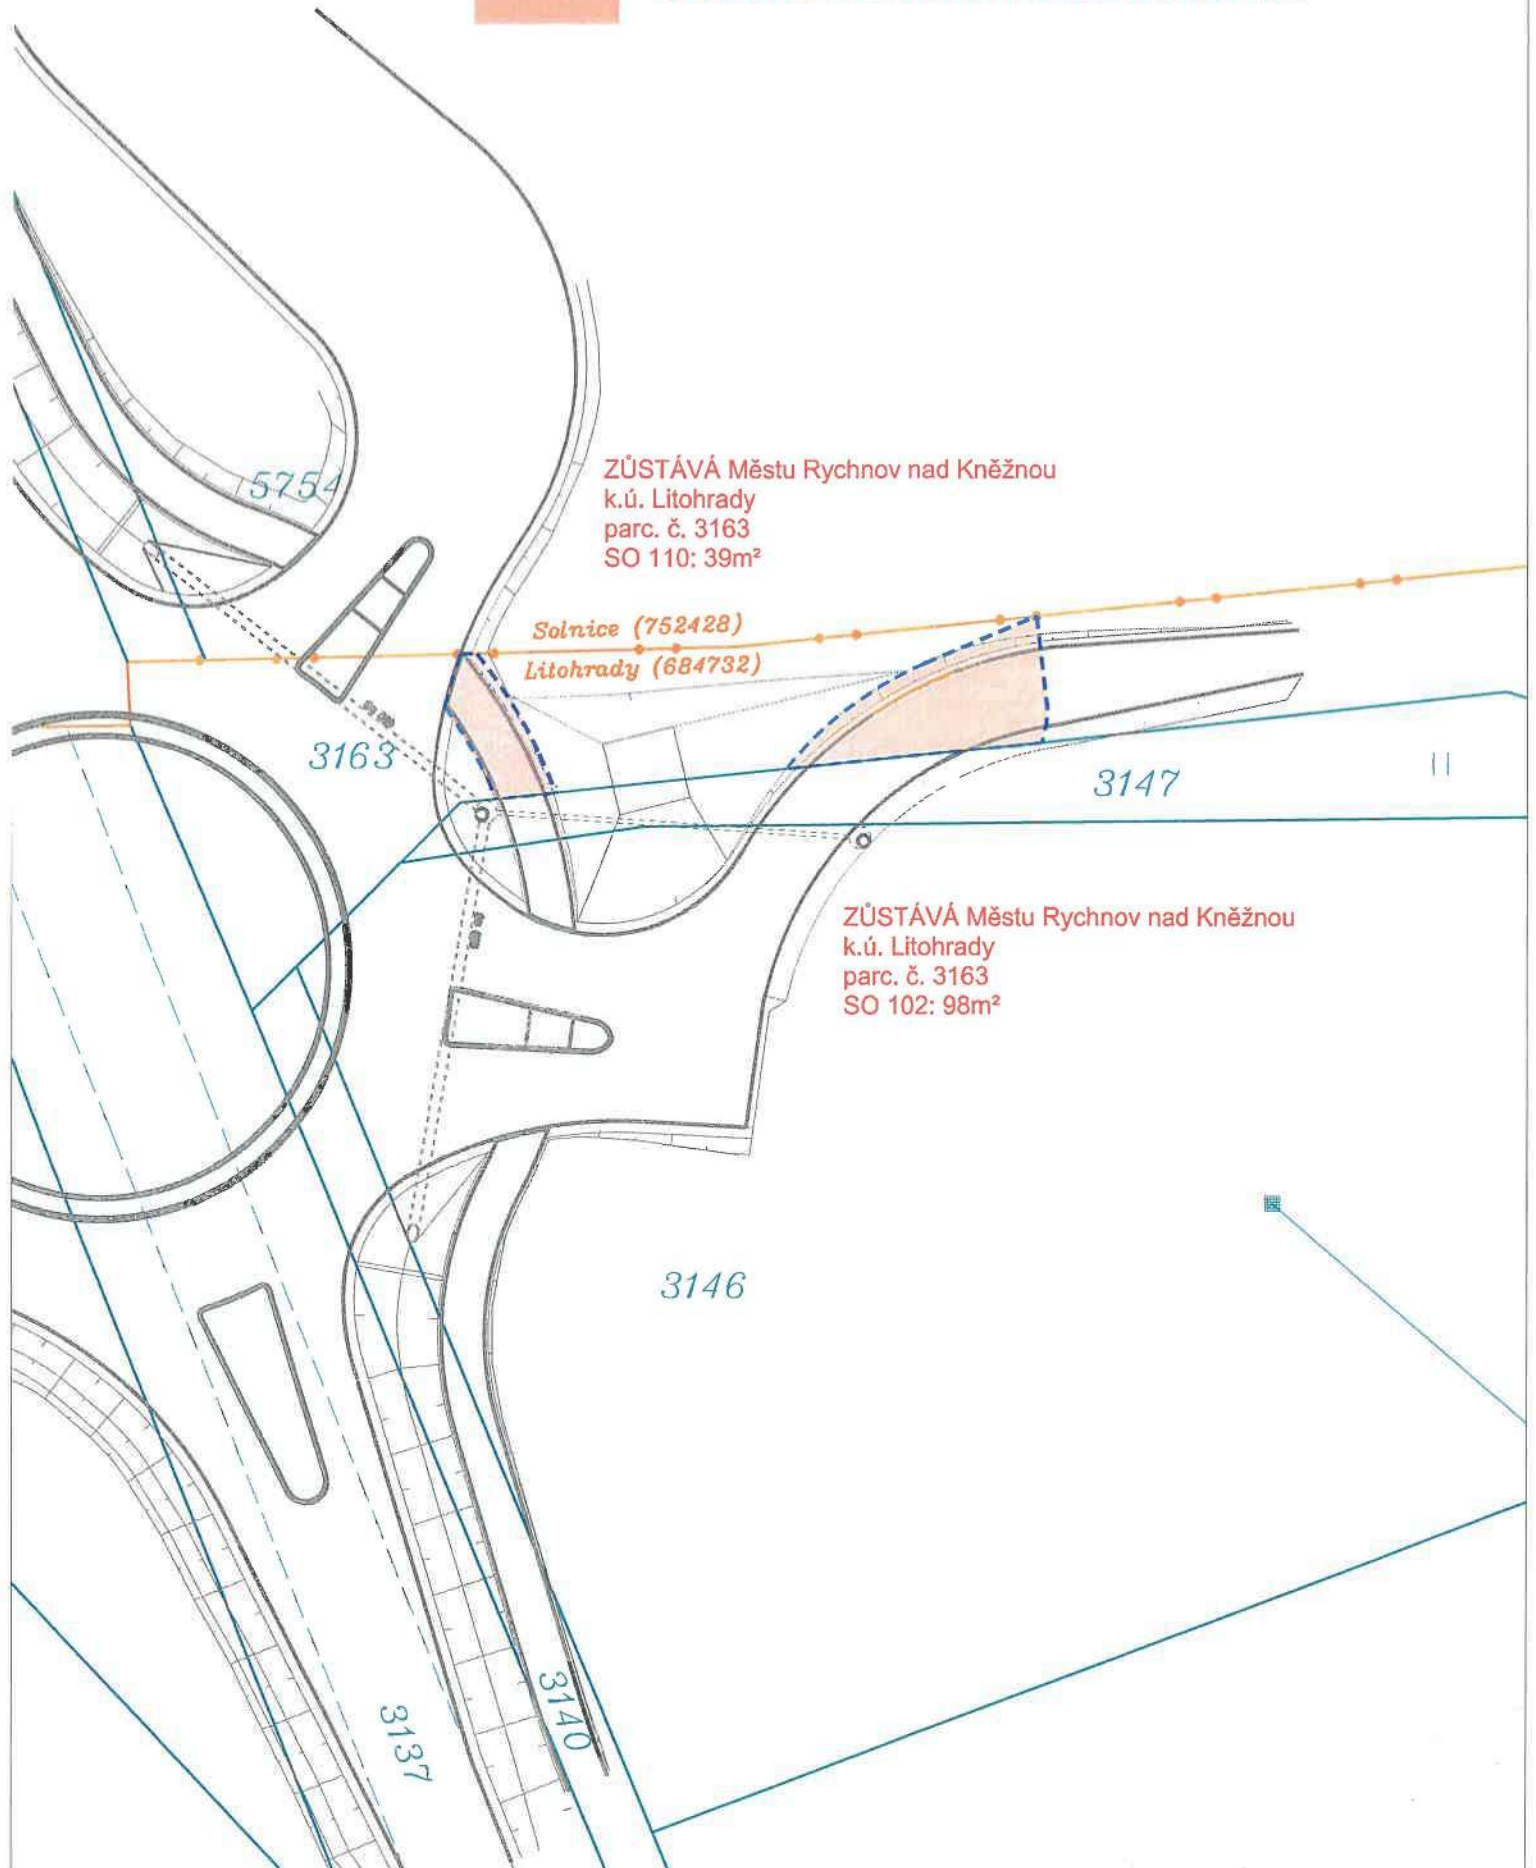 5754
ZŮSTÁVÁ Městu Rychnov nad Kněžnou
k.ú. Litohrady
parc. č. 3163
SO 110: 39m²
Solnice (752428)
Litohrady (684732)
3163
3147
ZŮSTÁVÁ Městu Rychnov nad Kněžnou
k.ú. Litohrady
parc. č. 3163
SO 102: 98m²
3146
3140
3137